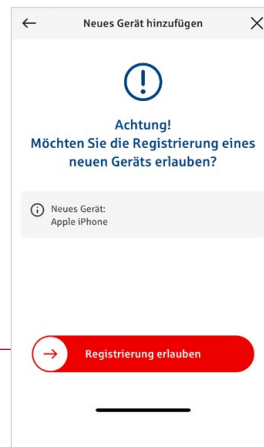 Neues Gerät hinzufügen
Achtung!
Möchten Sie die Registrierung eines
neuen Geräts erlauben?
Neues Gerät:
Apple iPhone
Registrierung erlauben